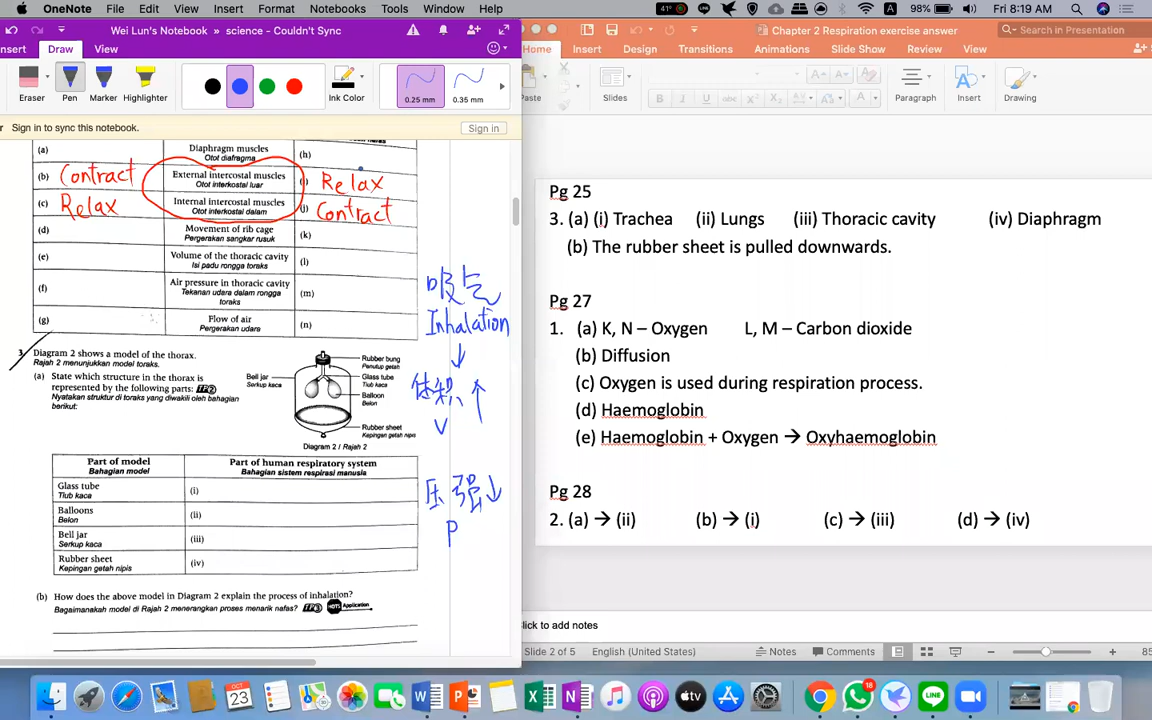 OneNote File Edit View Insert Format Notebooks Tools Window Help 41° 98% Fri 8:19 AM
Wei Lun's Notebook » science - Couldn't Sync
Chapter 2 Respiration exercise answer
Search in Presentation
nsert Draw View
Home Insert Design Transitions Animations Slide Show Review View
Eraser Pen Marker Highlighter Ink Color 0.25 mm 0.35 mm
Paste Slides Paragraph Insert Drawing
Sign in to sync this notebook. Sign in
(a) Diaphragm muscles (h)
Otot diafragma
(b) Contract External intercostal muscles Relax
Otot interkostal luar
(c) Relax Internal intercostal muscles (j) Contract
Otot interkostal dalam
(d) Movement of rib cage (k)
Pergerakan sangkar rusuk
(e) Volume of the thoracic cavity (l)
Isi padu rongga toraks
(f) Air pressure in thoracic cavity (m)
Tekanan udara dalam rongga
toraks
(g) Flow of air (n)
Pergerakan udara
吸气
Inhalation
↓
体积 ↑
V
压强↓
P
3 Diagram 2 shows a model of the thorax.
Rajah 2 menunjukkan model toraks.
(a) State which structure in the thorax is
represented by the following parts: TP2
Nyatakan struktur di toraks yang diwakili oleh bahagian
berikut:
Bell jar
Serkup kaca
Rubber bung
Penutup getah
Glass tube
Tiub kaca
Balloon
Belon
Rubber sheet
Kepingan getah nipis
Diagram 2 / Rajah 2
Part of model Part of human respiratory system
Bahagian model Bahagian sistem respirasi manusia
Glass tube (i)
Tiub kaca
Balloons (ii)
Belon
Bell jar (iii)
Serkup kaca
Rubber sheet (iv)
Kepingan getah nipis
(b) How does the above model in Diagram 2 explain the process of inhalation?
Bagaimanakah model di Rajah 2 menerangkan proses menarik nafas? TP3 HOTS Application
Pg 25
3. (a) (i) Trachea (ii) Lungs (iii) Thoracic cavity (iv) Diaphragm
(b) The rubber sheet is pulled downwards.
Pg 27
1. (a) K, N – Oxygen L, M – Carbon dioxide
(b) Diffusion
(c) Oxygen is used during respiration process.
(d) Haemoglobin
(e) Haemoglobin + Oxygen → Oxyhaemoglobin
Pg 28
2. (a) → (ii) (b) → (i) (c) → (iii) (d) → (iv)
lick to add notes
Slide 2 of 5 English (United States) Notes Comments 85
OCT
23
18